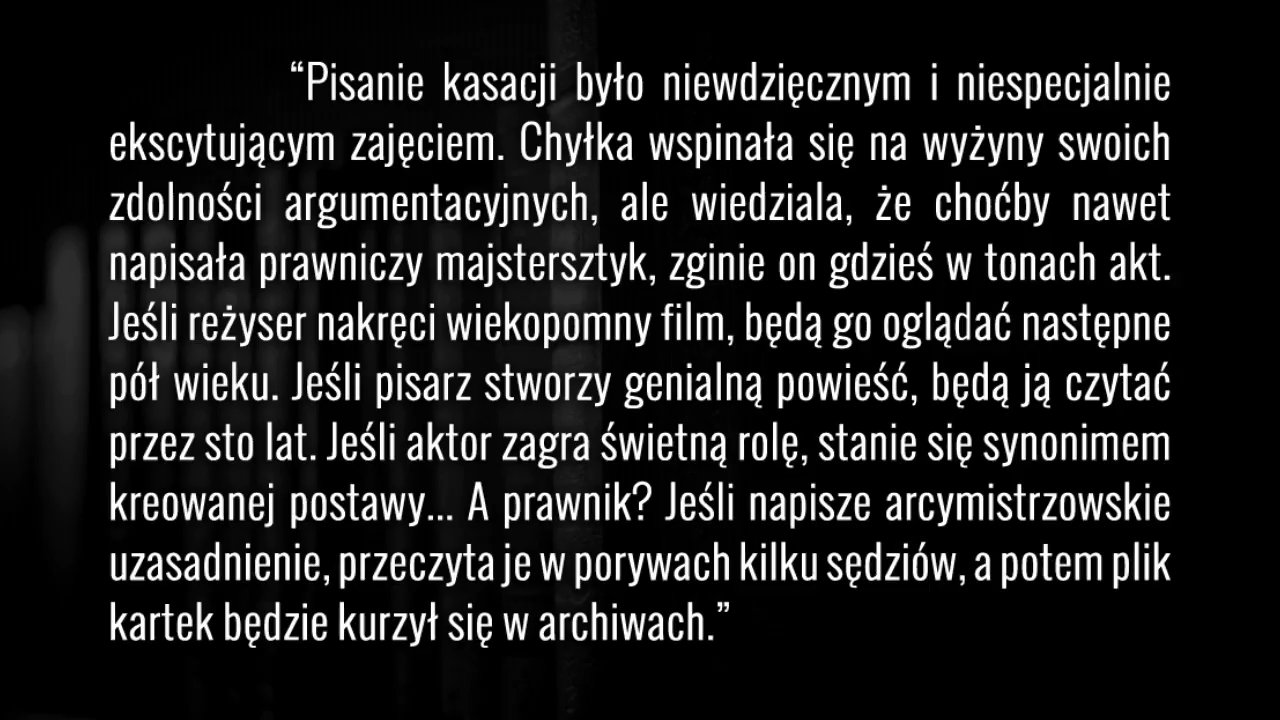 “Pisanie kasacji było niewdzięcznym i niespecjalnie
ekscytującym zajęciem. Chyłka wspinała się na wyżyny swoich
zdolności argumentacyjnych, ale wiedziala, że choćby nawet
napisała prawniczy majstersztyk, zginie on gdzieś w tonach akt.
Jeśli reżyser nakręci wiekopomny film, będą go oglądać następne
pół wieku. Jeśli pisarz stworzy genialną powieść, będą ją czytać
przez sto lat. Jeśli aktor zagra świetną rolę, stanie się synonimem
kreowanej postawy... A prawnik? Jeśli napisze arcymistrzowskie
uzasadnienie, przeczyta je w porywach kilku sędziów, a potem plik
kartek będzie kurzył się w archiwach.”